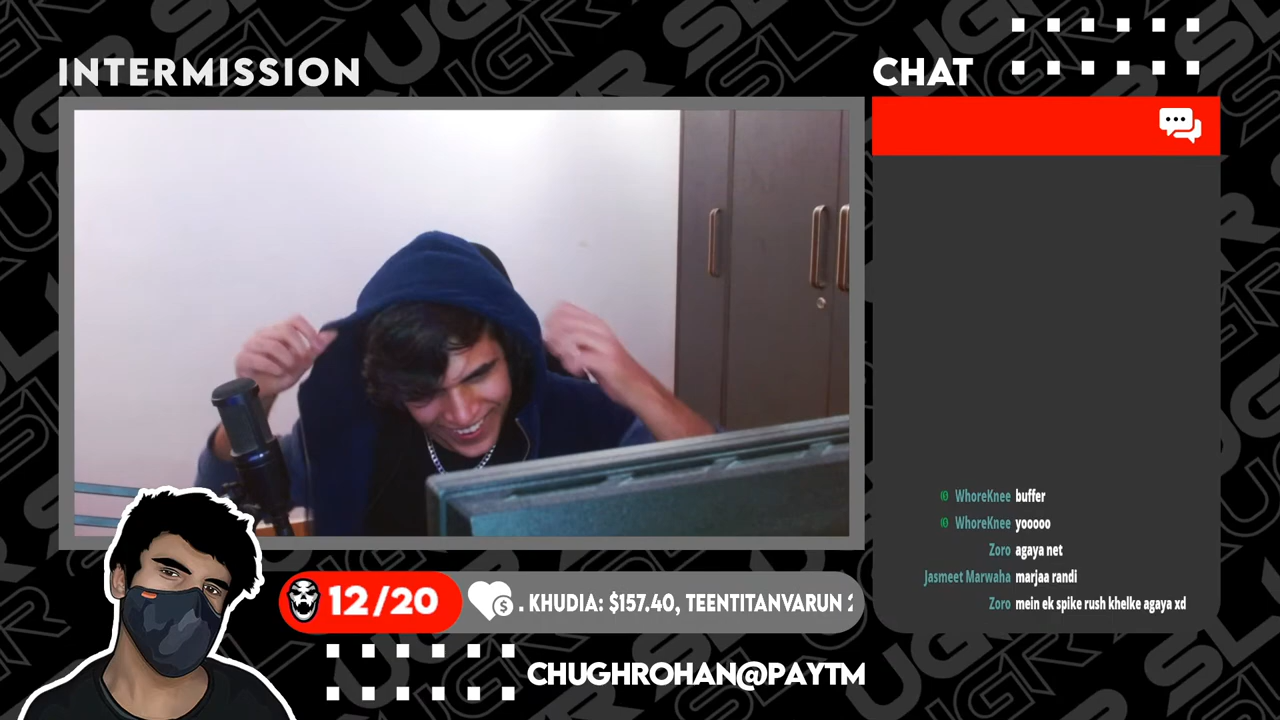 INTERMISSION
CHAT
WhoreKnee buffer
WhoreKnee yooooo
Zoro agaya net
Jasmeet Marwaha marjaa randi
Zoro mein ek spike rush khelke agaya xd
12/20
. KHUDIA: $157.40, TEENTITANVARUN
CHUGHROHAN@PAYTM